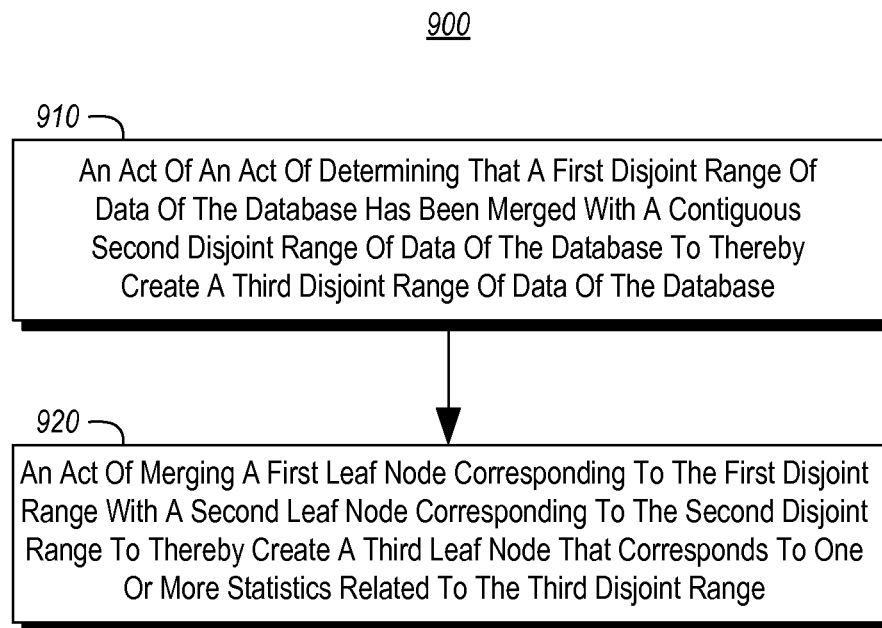 900
910
An Act Of An Act Of Determining That A First Disjoint Range Of
Data Of The Database Has Been Merged With A Contiguous
Second Disjoint Range Of Data Of The Database To Thereby
Create A Third Disjoint Range Of Data Of The Database
920
An Act Of Merging A First Leaf Node Corresponding To The First Disjoint
Range With A Second Leaf Node Corresponding To The Second Disjoint
Range To Thereby Create A Third Leaf Node That Corresponds To One
Or More Statistics Related To The Third Disjoint Range